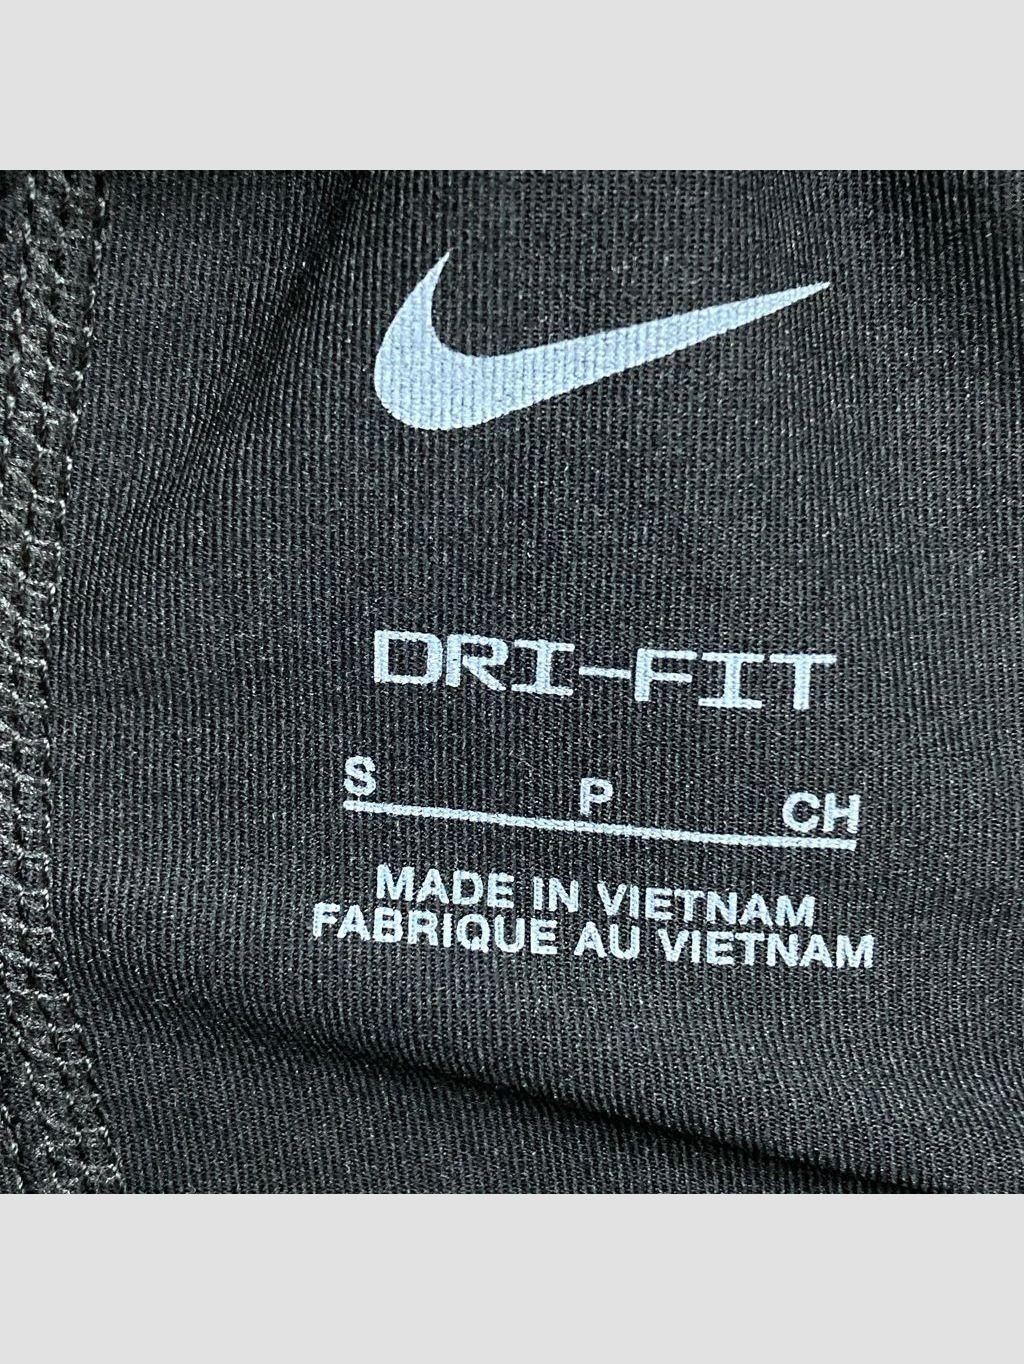 DRI-FIT
S P CH
MADE IN VIETNAM
FABRIQUE AU VIETNAM